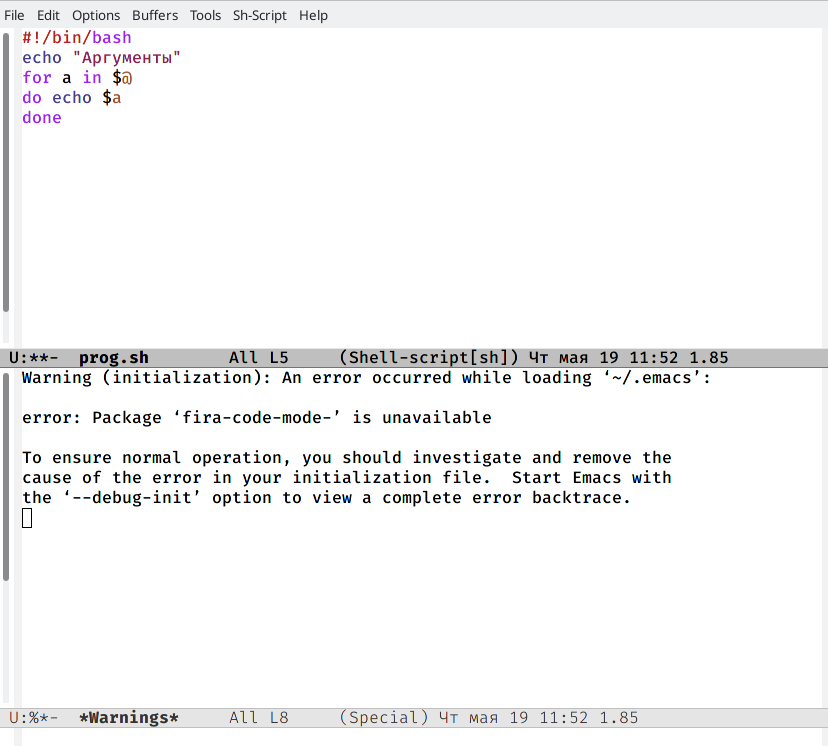 File Edit Options Buffers Tools Sh-Script Help
#!/bin/bash
echo "Аргументы"
for a in $@
do echo $a
done
U:**-  prog.sh        All L5     (Shell-script[sh]) Чт мая 19 11:52 1.85
Warning (initialization): An error occurred while loading ‘~/.emacs’:
error: Package ‘fira-code-mode-’ is unavailable
To ensure normal operation, you should investigate and remove the
cause of the error in your initialization file.  Start Emacs with
the ‘--debug-init’ option to view a complete error backtrace.
U:%*-  *Warnings*     All L8     (Special) Чт мая 19 11:52 1.85